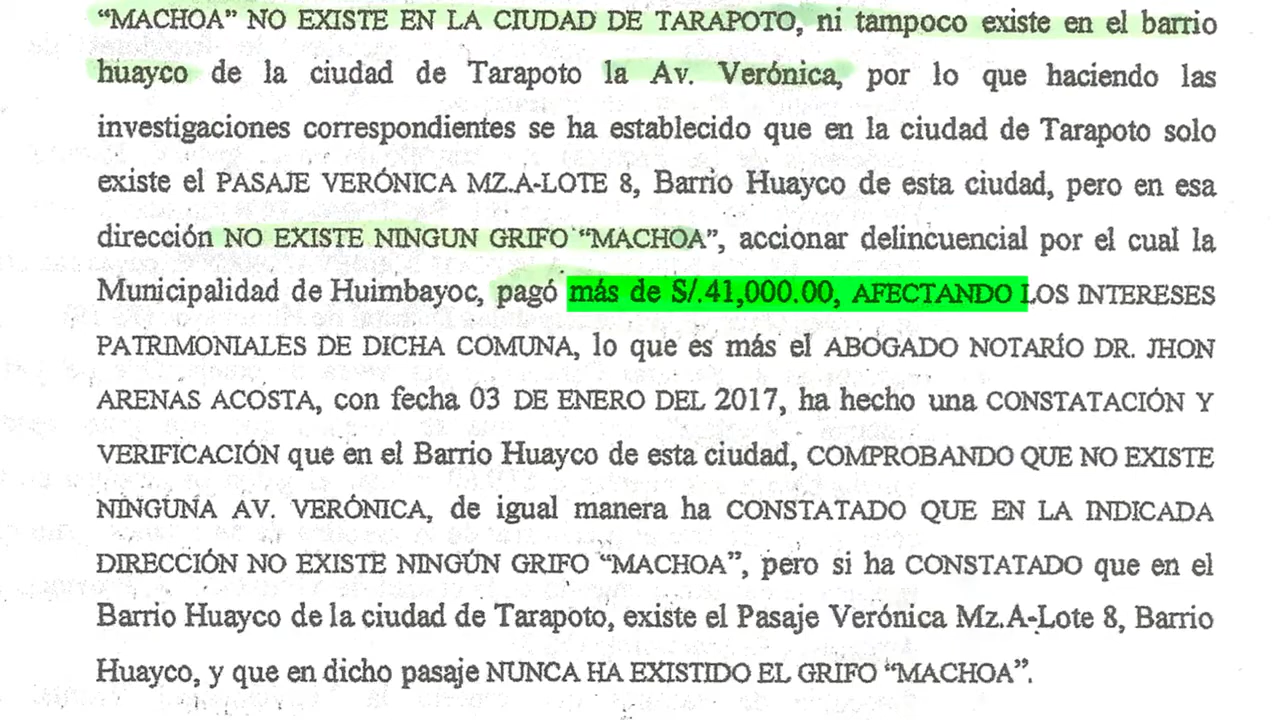 “MACHOA” NO EXISTE EN LA CIUDAD DE TARAPOTO, ni tampoco existe en el barrio
huayco de la ciudad de Tarapoto la Av. Verónica, por lo que haciendo las
investigaciones correspondientes se ha establecido que en la ciudad de Tarapoto solo
existe el PASAJE VERÓNICA MZ.A-LOTE 8, Barrio Huayco de esta ciudad, pero en esa
dirección NO EXISTE NINGUN GRIFO “MACHOA”, accionar delincuencial por el cual la
Municipalidad de Huimbayoc, pagó más de S/.41,000.00, AFECTANDO LOS INTERESES
PATRIMONIALES DE DICHA COMUNA, lo que es más el ABOGADO NOTARÍO DR. JHON
ARENAS ACOSTA, con fecha 03 DE ENERO DEL 2017, ha hecho una CONSTATACIÓN Y
VERIFICACIÓN que en el Barrio Huayco de esta ciudad, COMPROBANDO QUE NO EXISTE
NINGUNA AV. VERÓNICA, de igual manera ha CONSTATADO QUE EN LA INDICADA
DIRECCIÓN NO EXISTE NINGÚN GRIFO “MACHOA”, pero si ha CONSTATADO que en el
Barrio Huayco de la ciudad de Tarapoto, existe el Pasaje Verónica Mz.A-Lote 8, Barrio
Huayco, y que en dicho pasaje NUNCA HA EXISTIDO EL GRIFO “MACHOA”.